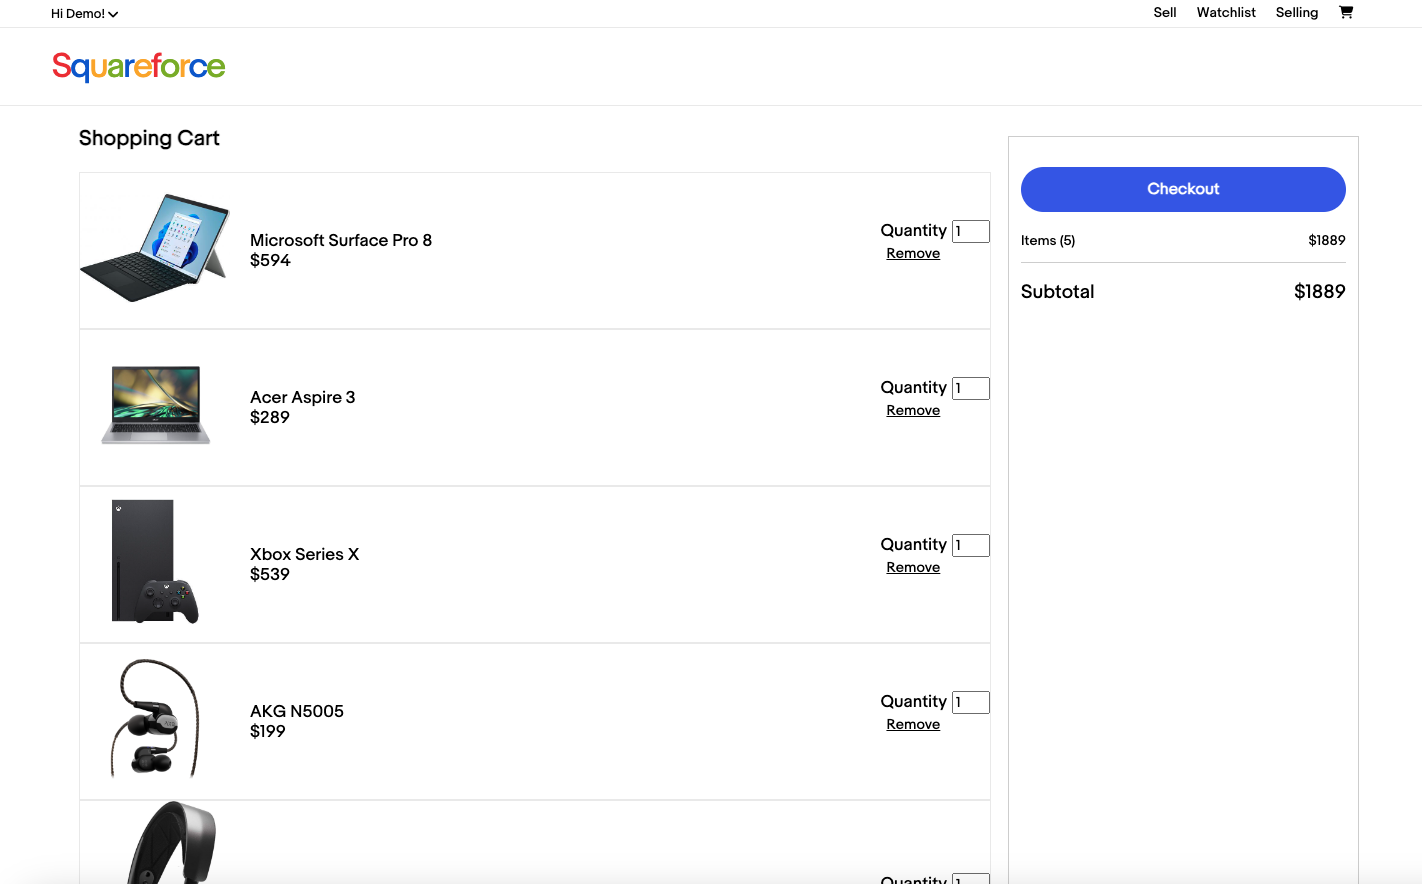 Hi Demo!
Sell Watchlist Selling
Squareforce
Shopping Cart
Microsoft Surface Pro 8
$594
Quantity 1
Remove
Acer Aspire 3
$289
Quantity 1
Remove
Xbox Series X
$539
Quantity 1
Remove
AKG N5005
$199
Quantity 1
Remove
Quantity 1
Checkout
Items (5) $1889
Subtotal $1889